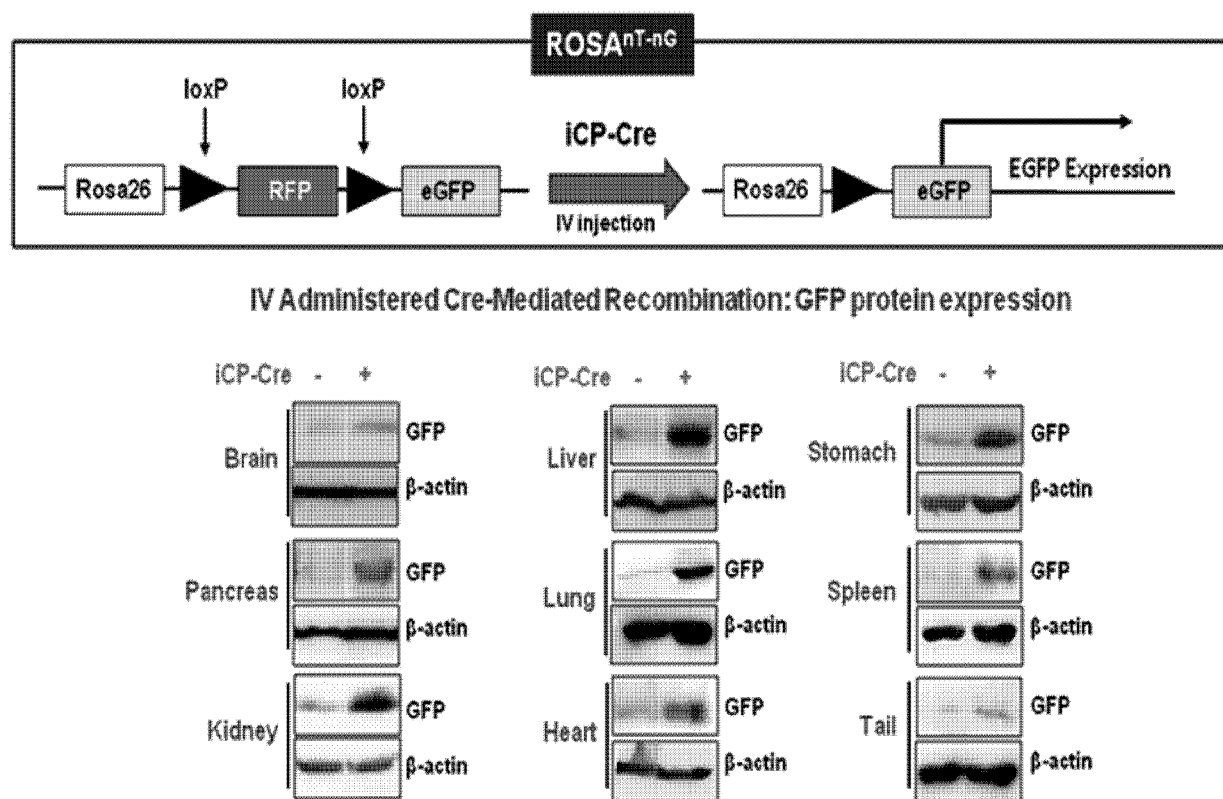 ROSAnT-nG
loxP loxP
iCP-Cre
Rosa26 RFP eGFP Rosa26 eGFP EGFP Expression
IV injection
IV Administered Cre-Mediated Recombination: GFP protein expression
iCP-Cre - +
Brain
GFP
β-actin
Pancreas
GFP
β-actin
Kidney
GFP
β-actin
iCP-Cre - +
Liver
GFP
β-actin
Lung
GFP
β-actin
Heart
GFP
β-actin
iCP-Cre - +
Stomach
GFP
β-actin
Spleen
GFP
β-actin
Tail
GFP
β-actin